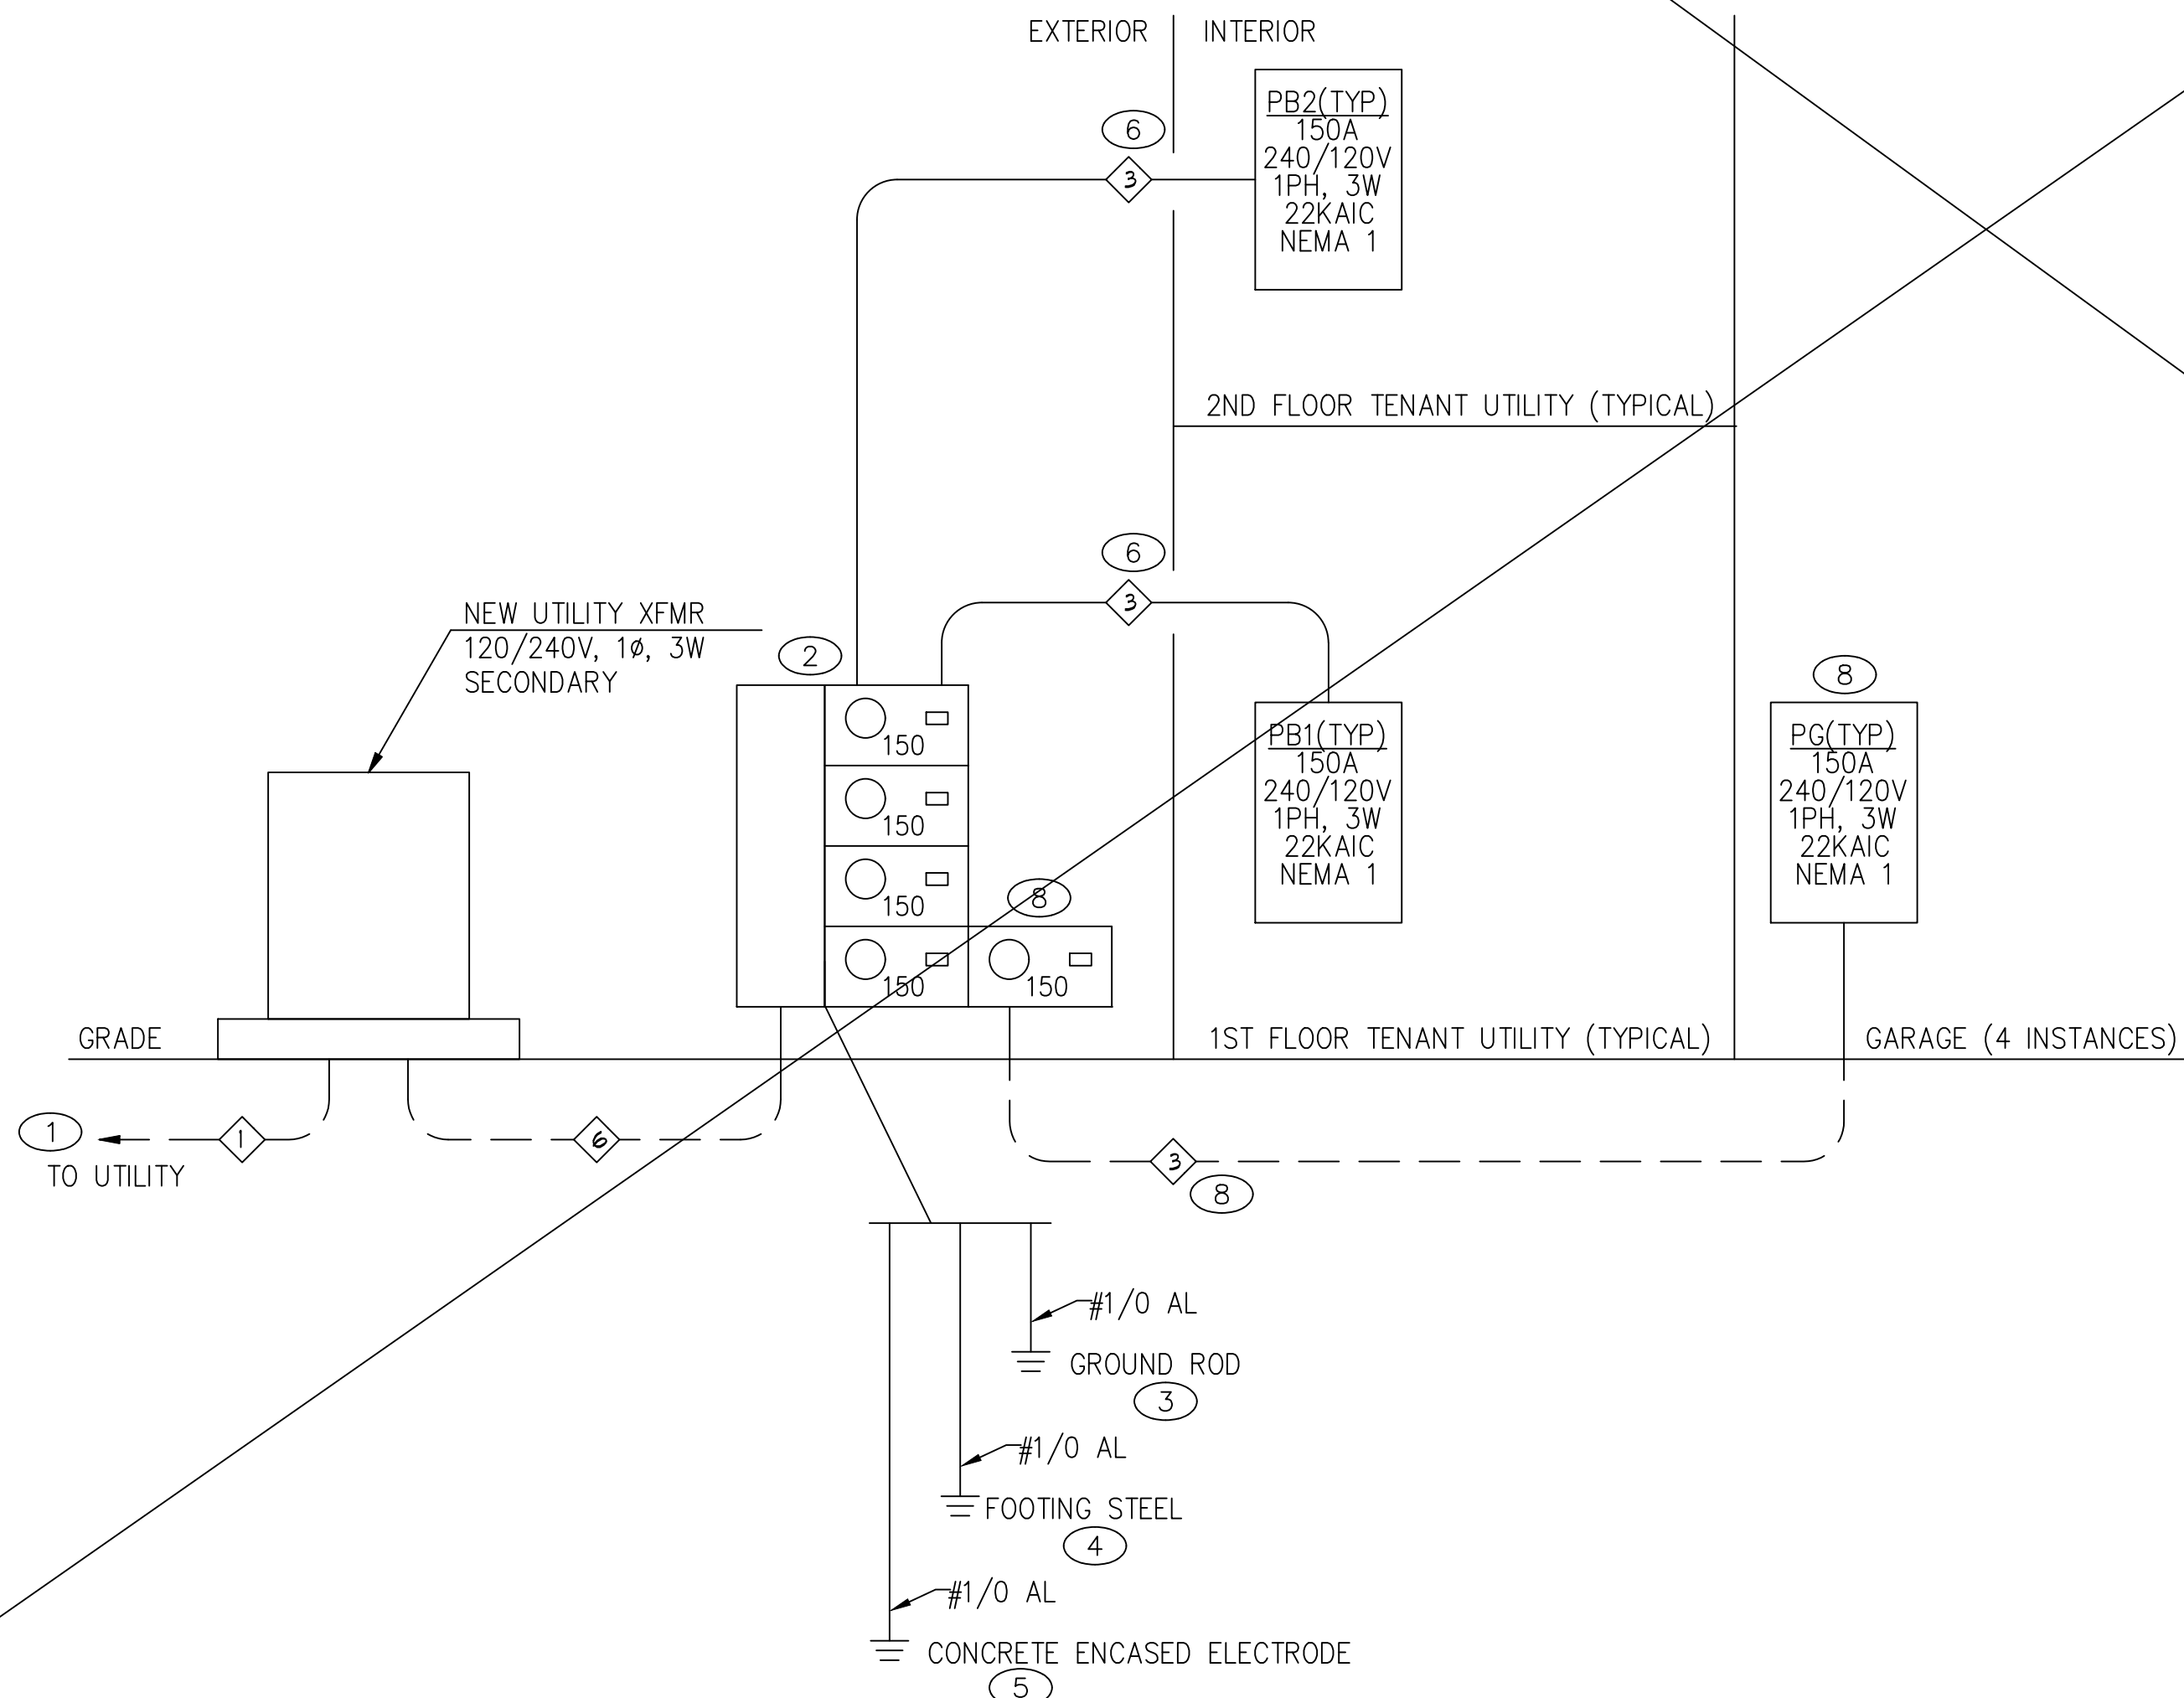 EXTERIOR
INTERIOR
PB2(TYP)
150A
240/120V
1PH, 3W
22KAIC
NEMA 1
6
3
2ND FLOOR TENANT UTILITY (TYPICAL)
6
3
NEW UTILITY XFMR
120/240V, 1ø, 3W
SECONDARY
2
8
150
150
150
150
8
150
PB1(TYP)
150A
240/120V
1PH, 3W
22KAIC
NEMA 1
PG(TYP)
150A
240/120V
1PH, 3W
22KAIC
NEMA 1
GRADE
1ST FLOOR TENANT UTILITY (TYPICAL)
GARAGE (4 INSTANCES)
1
1
6
3
8
TO UTILITY
#1/0 AL
GROUND ROD
3
#1/0 AL
FOOTING STEEL
4
#1/0 AL
CONCRETE ENCASED ELECTRODE
5